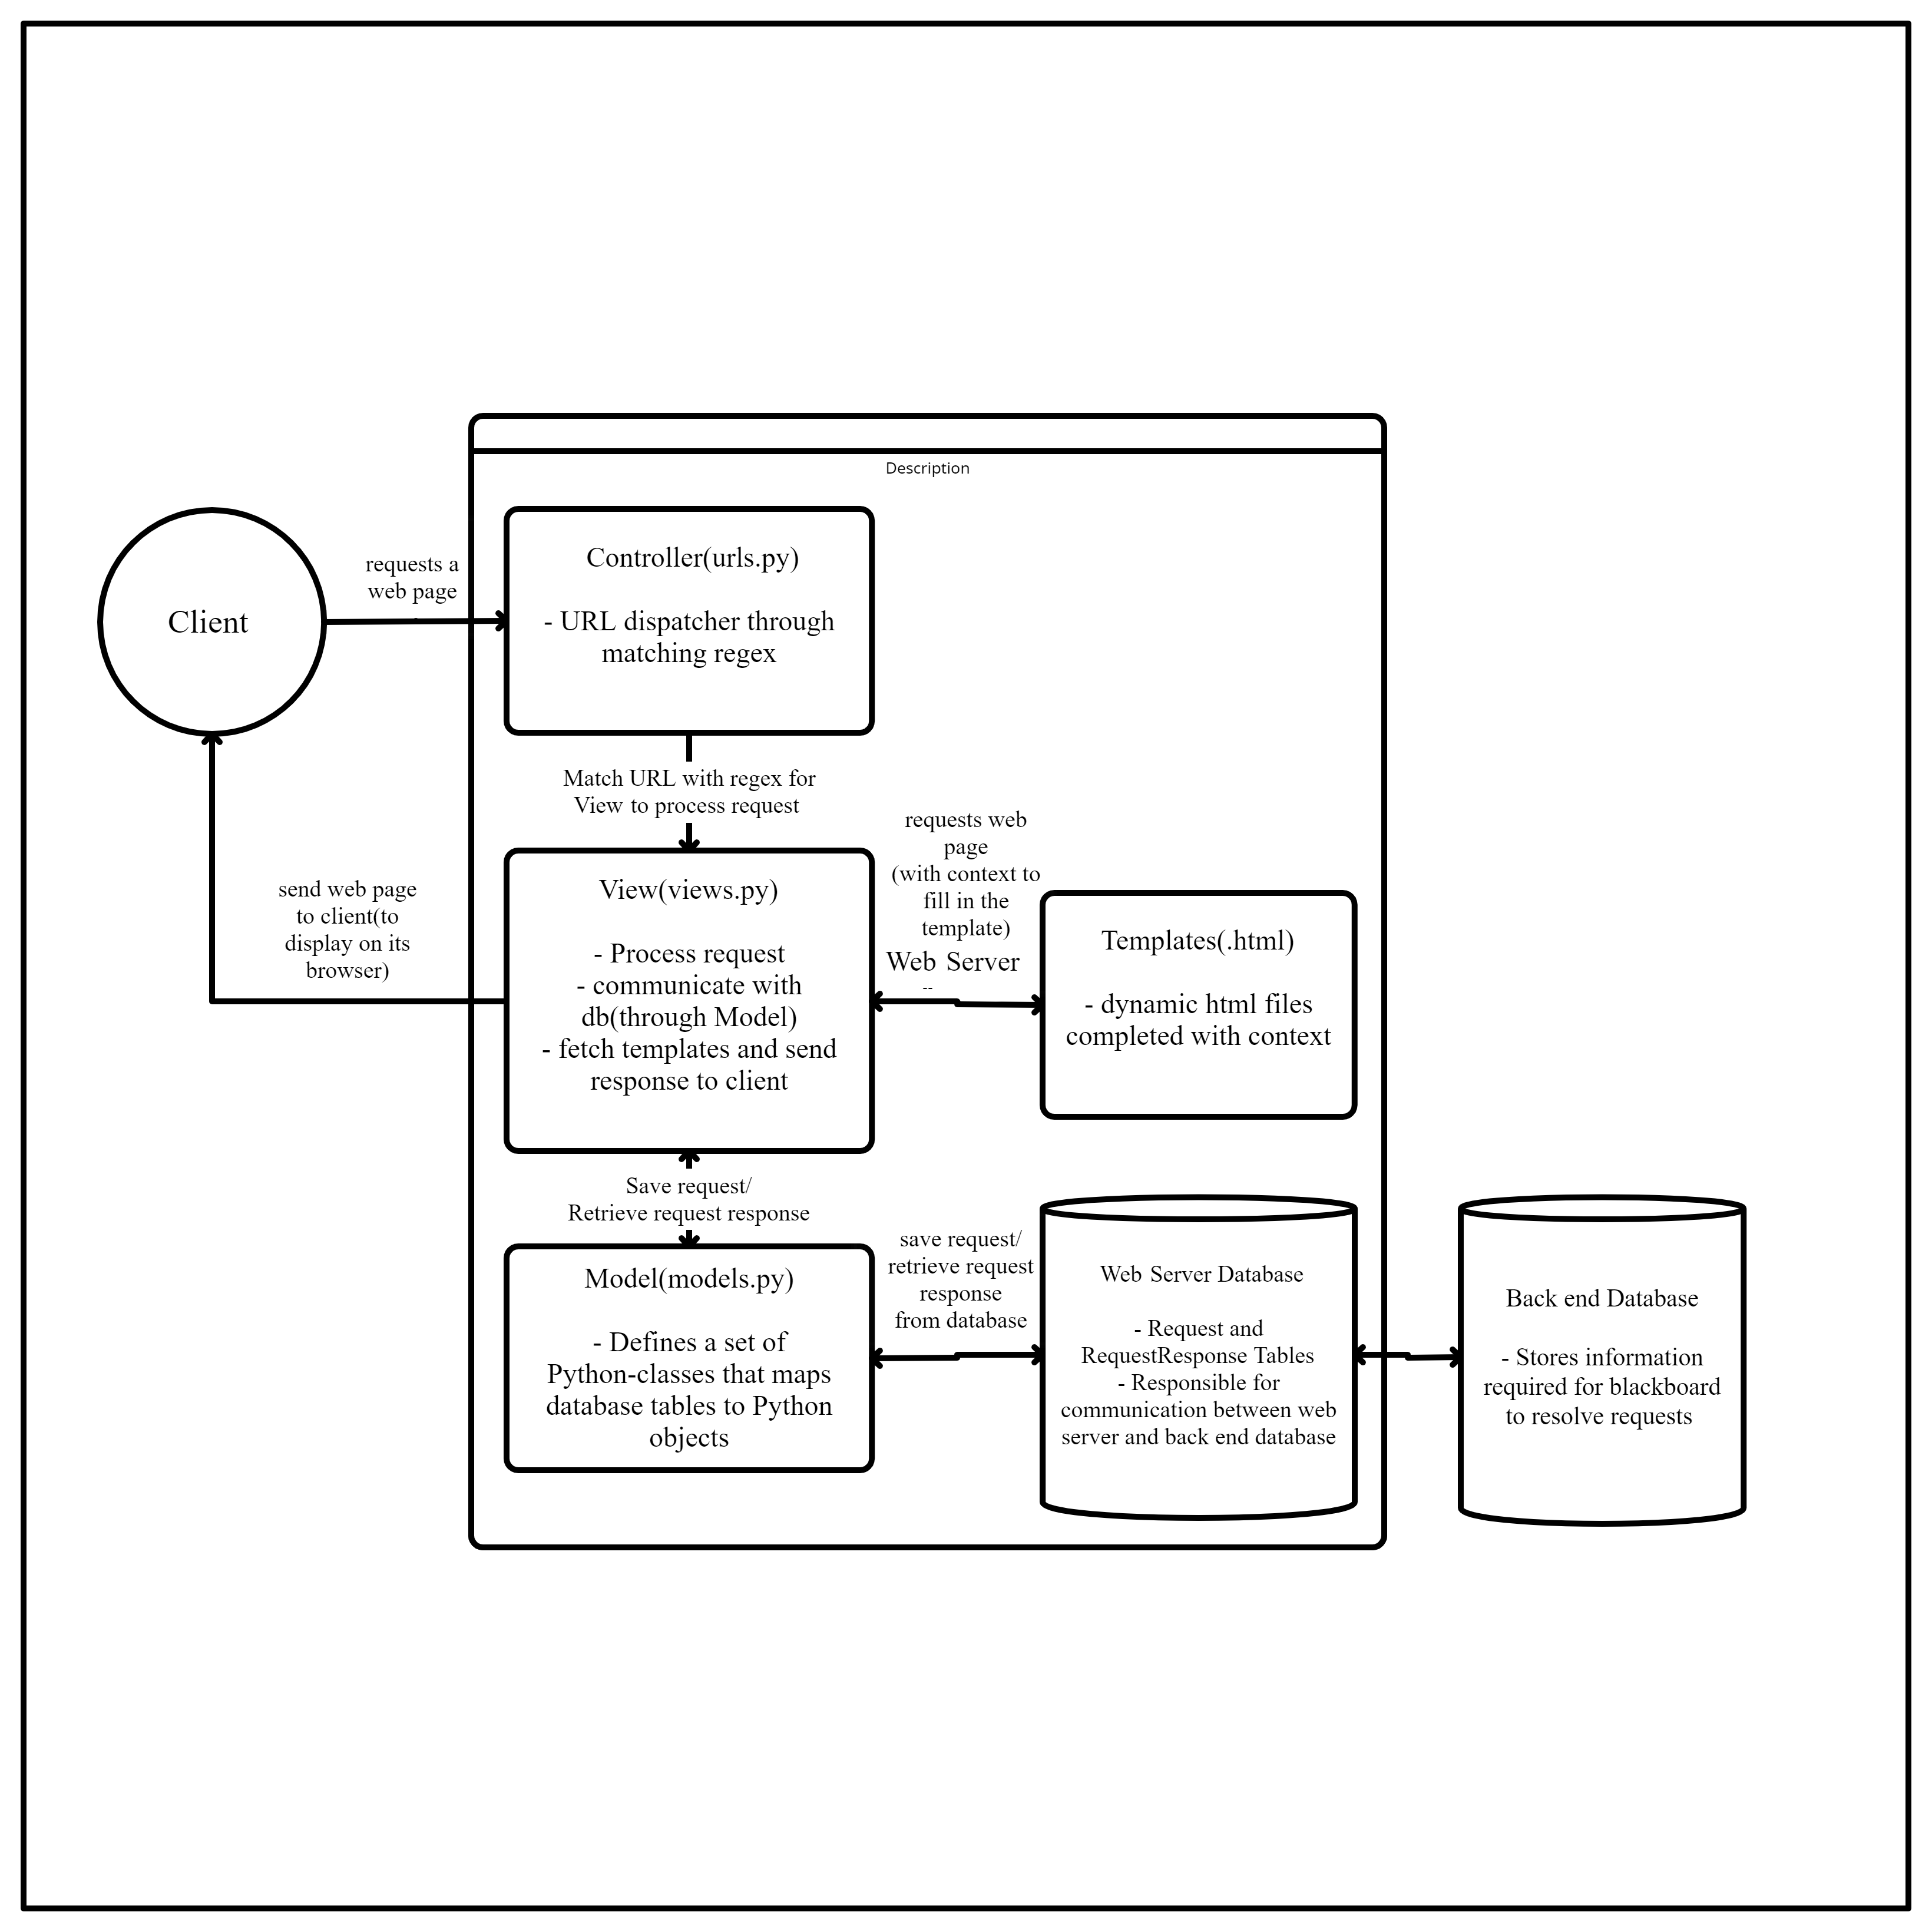 Description
Client
requests a
web page
Controller(urls.py)
- URL dispatcher through
matching regex
Match URL with regex for
View to process request
send web page
to client(to
display on its
browser)
View(views.py)
- Process request
- communicate with
db(through Model)
- fetch templates and send
response to client
requests web
page
(with context to
fill in the
template)
Web Server
--
Templates(.html)
- dynamic html files
completed with context
Save request/
Retrieve request response
Model(models.py)
- Defines a set of
Python-classes that maps
database tables to Python
objects
save request/
retrieve request
response
from database
Web Server Database
- Request and
RequestResponse Tables
- Responsible for
communication between web
server and back end database
Back end Database
- Stores information
required for blackboard
to resolve requests